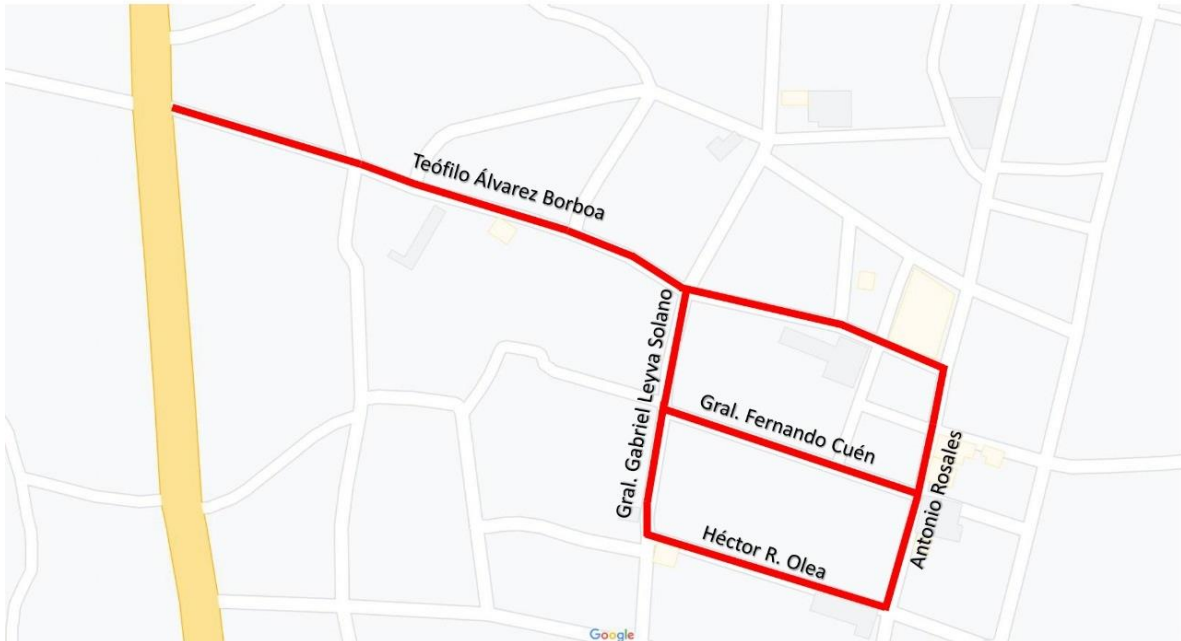 Teófilo Álvarez Borboa
Gral. Gabriel Leyva Solano
Gral. Fernando Cuén
Antonio Rosales
Héctor R. Olea
Google